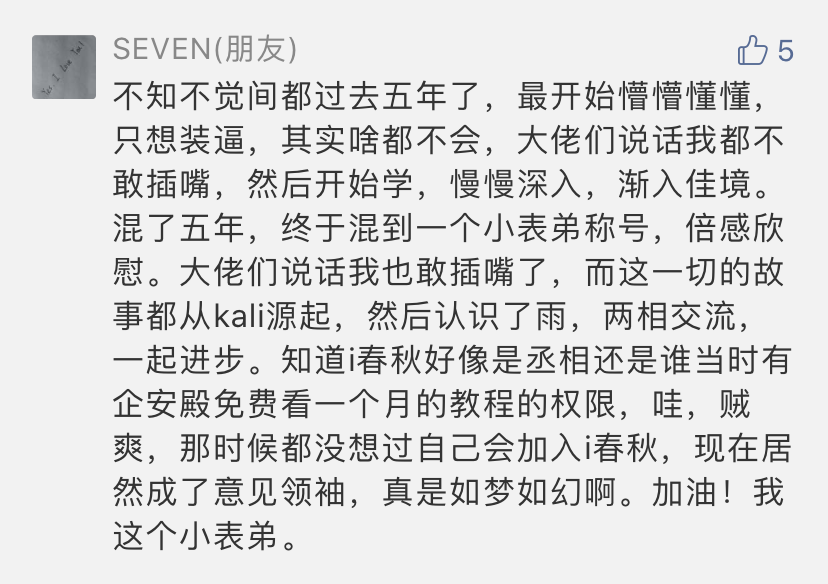 SEVEN(朋友)
5
不知不觉间都过去五年了，最开始懵懵懂懂，
只想装逼，其实啥都不会，大佬们说话我都不
敢插嘴，然后开始学，慢慢深入，渐入佳境。
混了五年，终于混到一个小表弟称号，倍感欣
慰。大佬们说话我也敢插嘴了，而这一切的故
事都从kali源起，然后认识了雨，两相交流，
一起进步。知道i春秋好像是丞相还是谁当时有
企安殿免费看一个月的教程的权限，哇，贼
爽，那时候都没想过自己会加入i春秋，现在居
然成了意见领袖，真是如梦如幻啊。加油！我
这个小表弟。